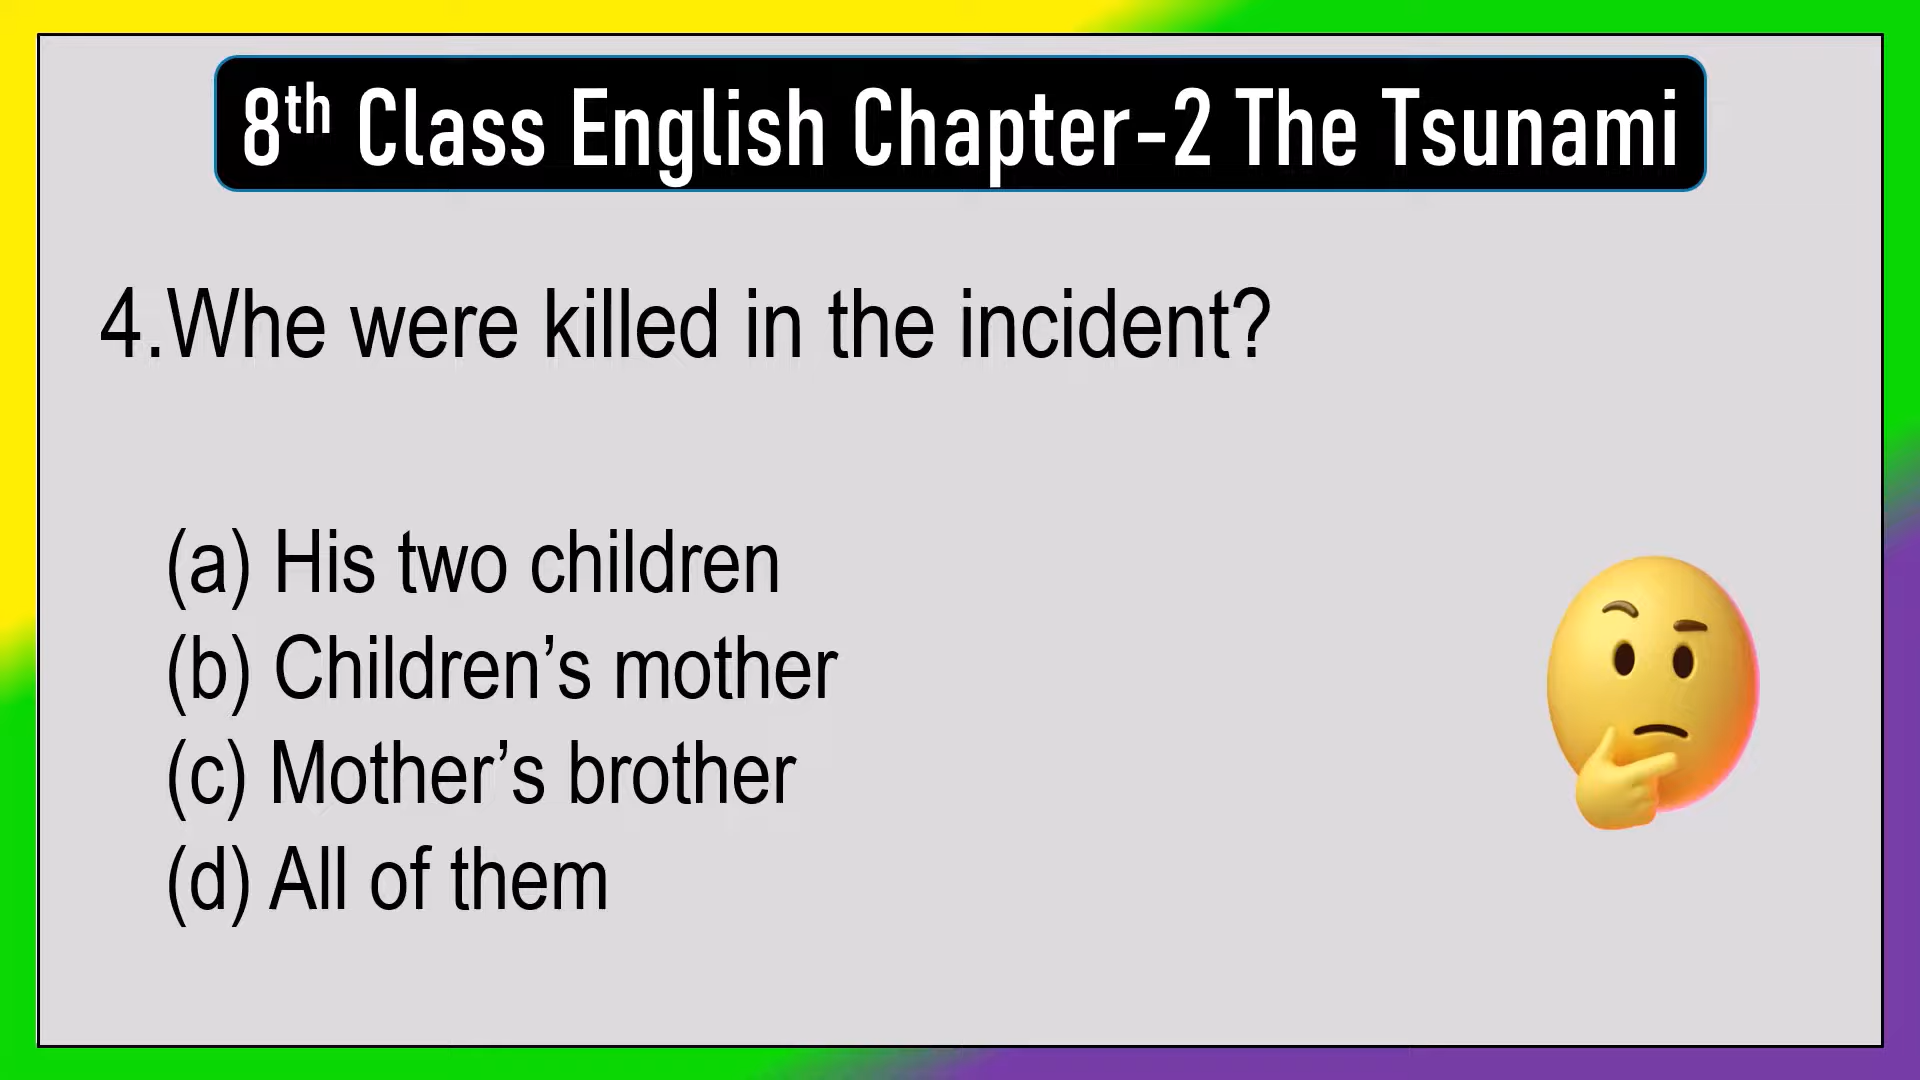 8th Class English Chapter-2 The Tsunami
4.Whe were killed in the incident?
(a) His two children
(b) Children’s mother
(c) Mother’s brother
(d) All of them